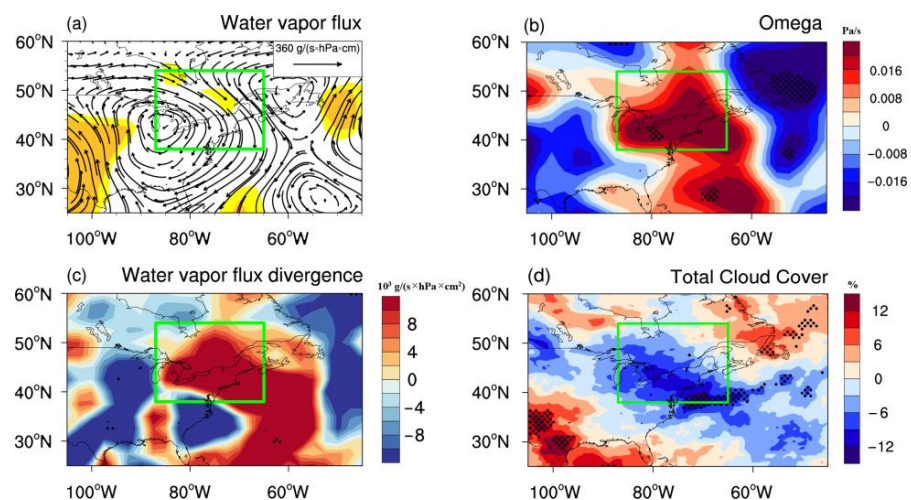 (a) Water vapor flux
60°N
50°N
40°N
30°N
360 g/(s·hPa·cm)
100°W 80°W 60°W
(b) Omega
Pa/s
60°N
50°N
40°N
30°N
0.016
0.008
0
-0.008
-0.016
100°W 80°W 60°W
(c) Water vapor flux divergence
10³ g/(s×hPa×cm²)
60°N
50°N
40°N
30°N
8
4
0
-4
-8
100°W 80°W 60°W
(d) Total Cloud Cover
%
60°N
50°N
40°N
30°N
12
6
0
-6
-12
100°W 80°W 60°W